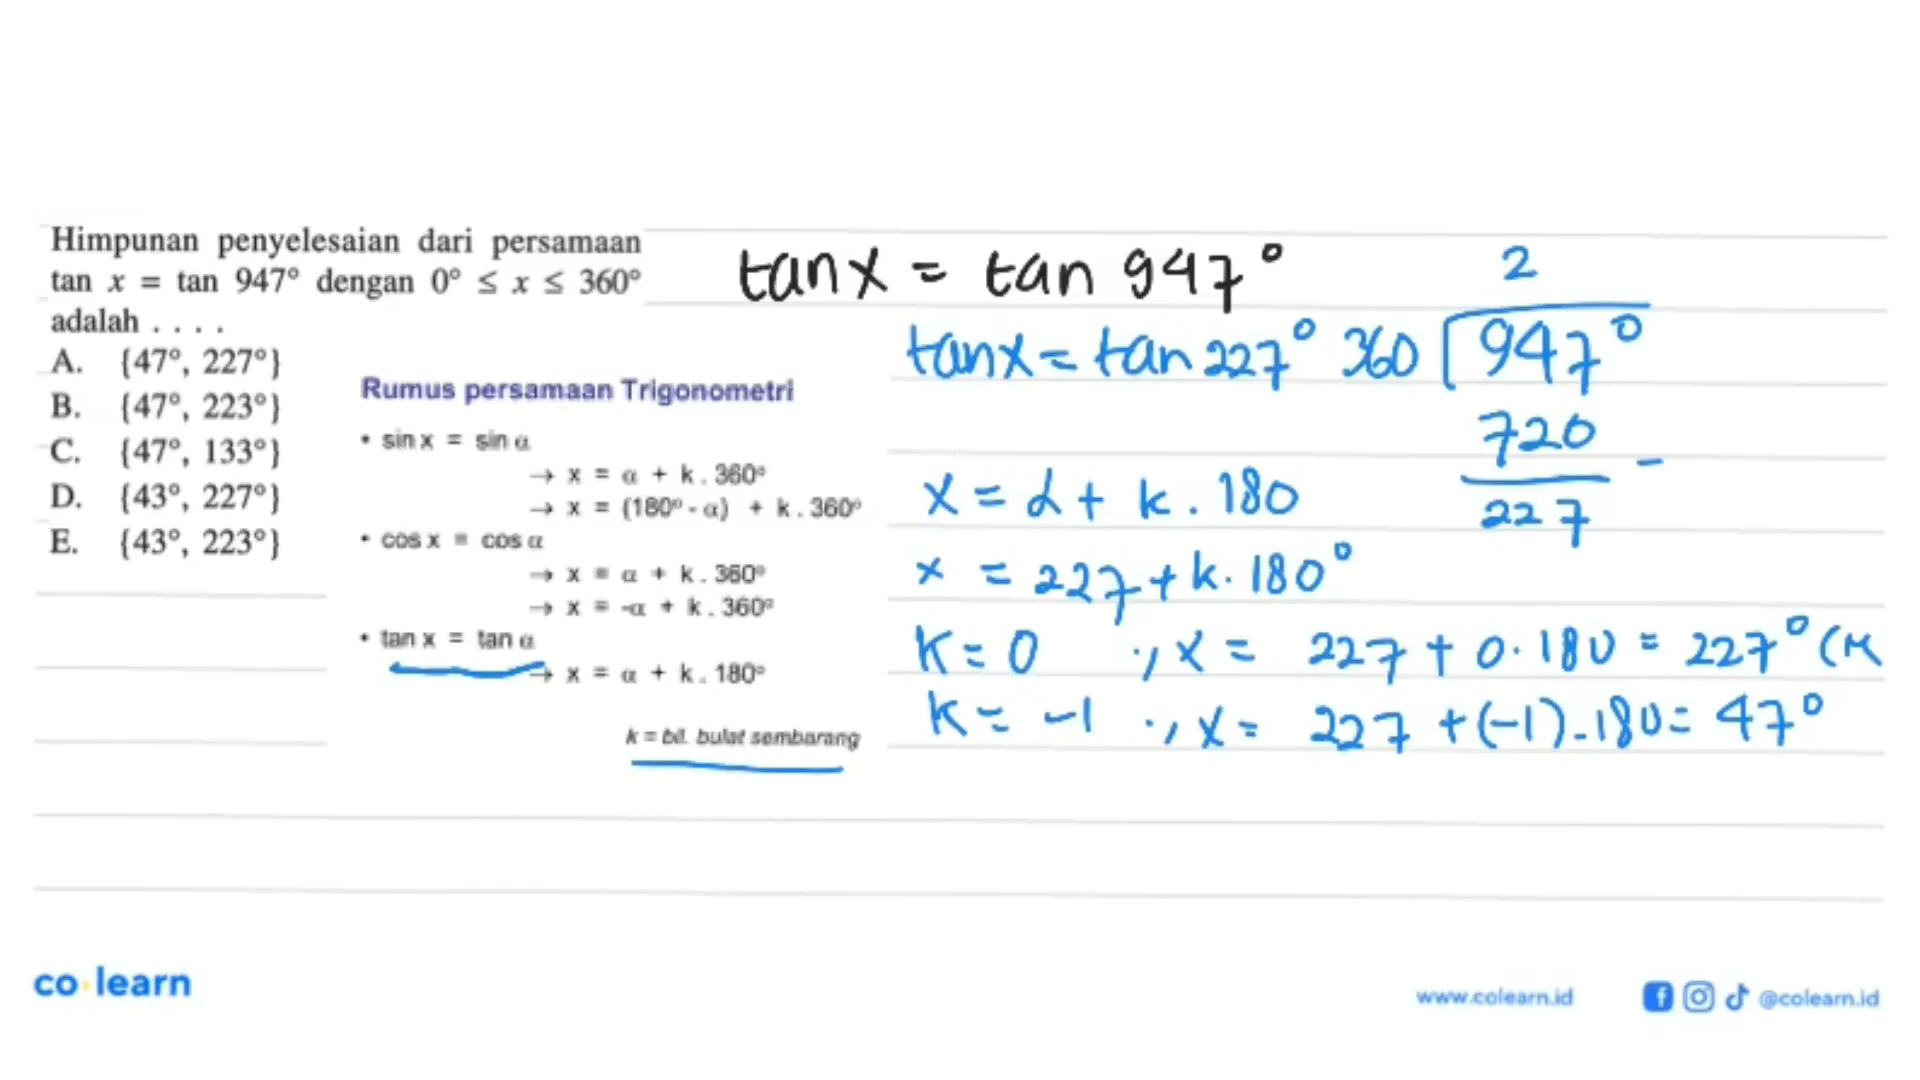 Himpunan penyelesaian dari persamaan
tan x = tan 947° dengan 0° ≤ x ≤ 360°
adalah . . . .
A. {47°, 227°}
B. {47°, 223°}
C. {47°, 133°}
D. {43°, 227°}
E. {43°, 223°}
Rumus persamaan Trigonometri
• sin x = sin α
→ x = α + k . 360°
→ x = (180° - α) + k . 360°
• cos x = cos α
→ x = α + k . 360°
→ x = -α + k . 360°
• tan x = tan α
→ x = α + k . 180°
k = bil. bulat sembarang
tan x = tan 947°
tan x = tan 227°
2
360 947°
720 -
227
x = α + k . 180
x = 227 + k . 180°
K = 0 ., x = 227 + 0 . 180 = 227° (M
K = -1 ., x = 227 + (-1) . 180 = 47°
co learn
www.colearn.id
@colearn.id